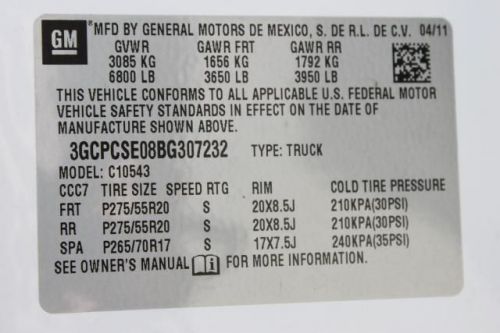 GM
MFD BY GENERAL MOTORS DE MEXICO, S. DE R.L. DE C.V. 04/11
GVWR GAWR FRT GAWR RR
3085 KG 1656 KG 1792 KG
6800 LB 3650 LB 3950 LB
THIS VEHICLE CONFORMS TO ALL APPLICABLE U.S. FEDERAL MOTOR
VEHICLE SAFETY STANDARDS IN EFFECT ON THE DATE OF
MANUFACTURE SHOWN ABOVE.
3GCPCSE08BG307232 TYPE: TRUCK
MODEL: C10543
CCC7 TIRE SIZE SPEED RTG RIM COLD TIRE PRESSURE
FRT P275/55R20 S 20X8.5J 210KPA(30PSI)
RR P275/55R20 S 20X8.5J 210KPA(30PSI)
SPA P265/70R17 S 17X7.5J 240KPA(35PSI)
SEE OWNER'S MANUAL i FOR MORE INFORMATION.